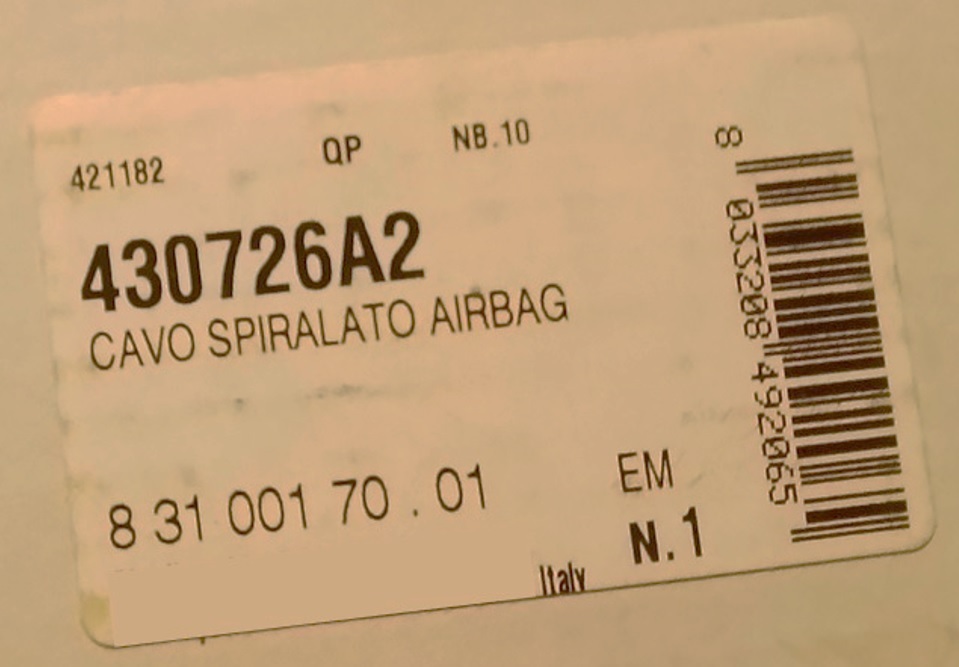 421182 QP NB.10
430726A2
CAVO SPIRALATO AIRBAG
8 31 001 70 . 01
EM
N.1
Italy
8 033208 492065